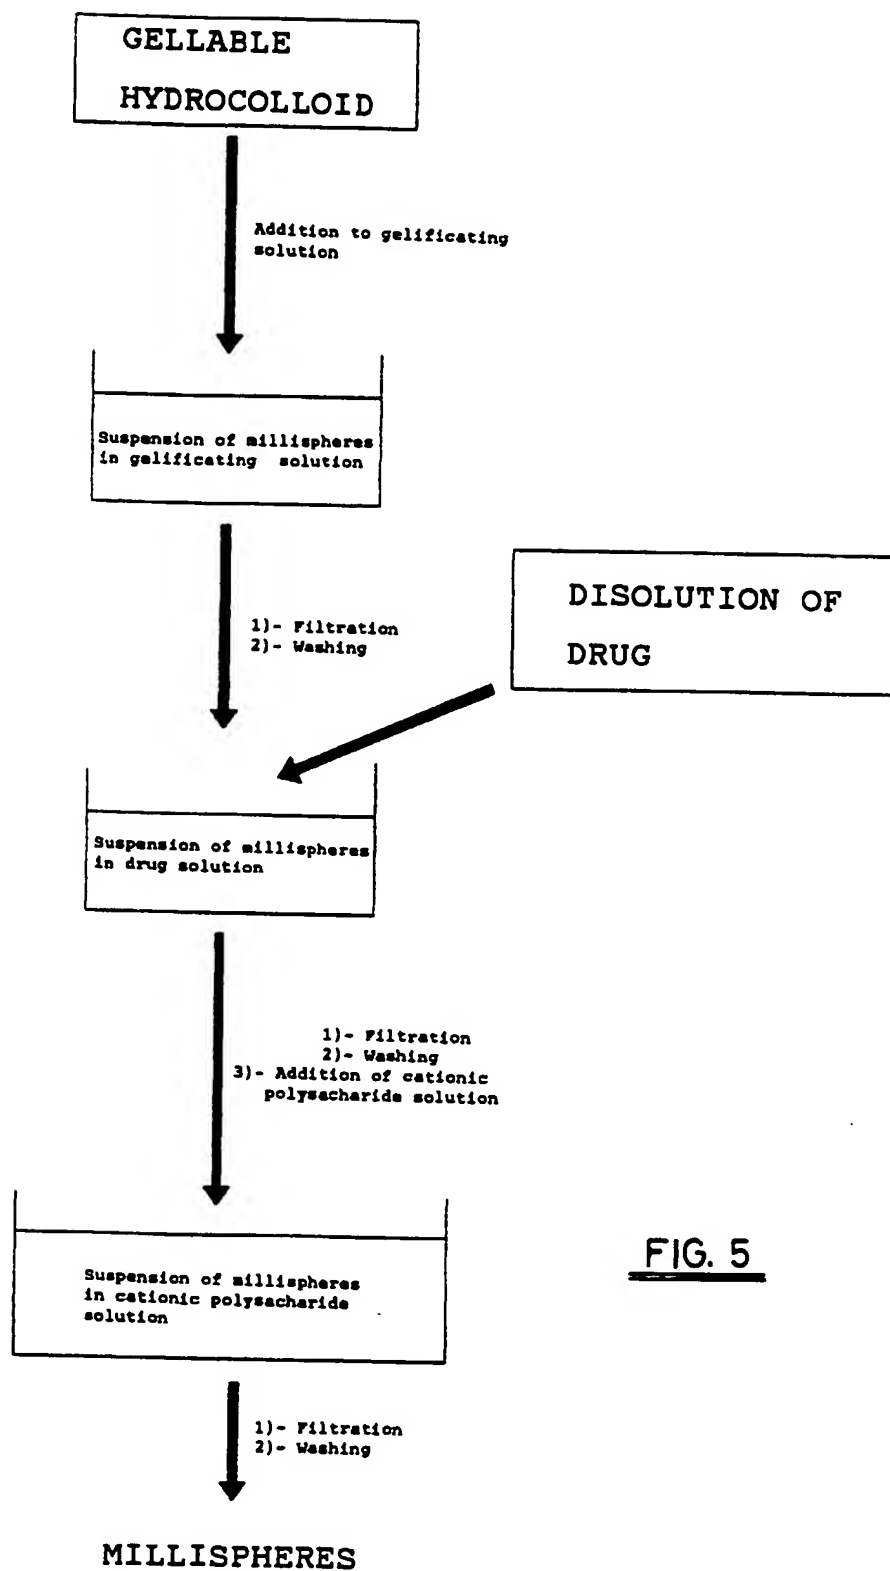 GELLABLE
HYDROCOLLOID
Addition to gelificating
solution
Suspension of millispheres
in gelificating solution
1)- Filtration
2)- Washing
DISOLUTION OF
DRUG
Suspension of millispheres
in drug solution
1)- Filtration
2)- Washing
3)- Addition of cationic
polysacharide solution
Suspension of millispheres
in cationic polysacharide
solution
FIG. 5
1)- Filtration
2)- Washing
MILLISPHERES